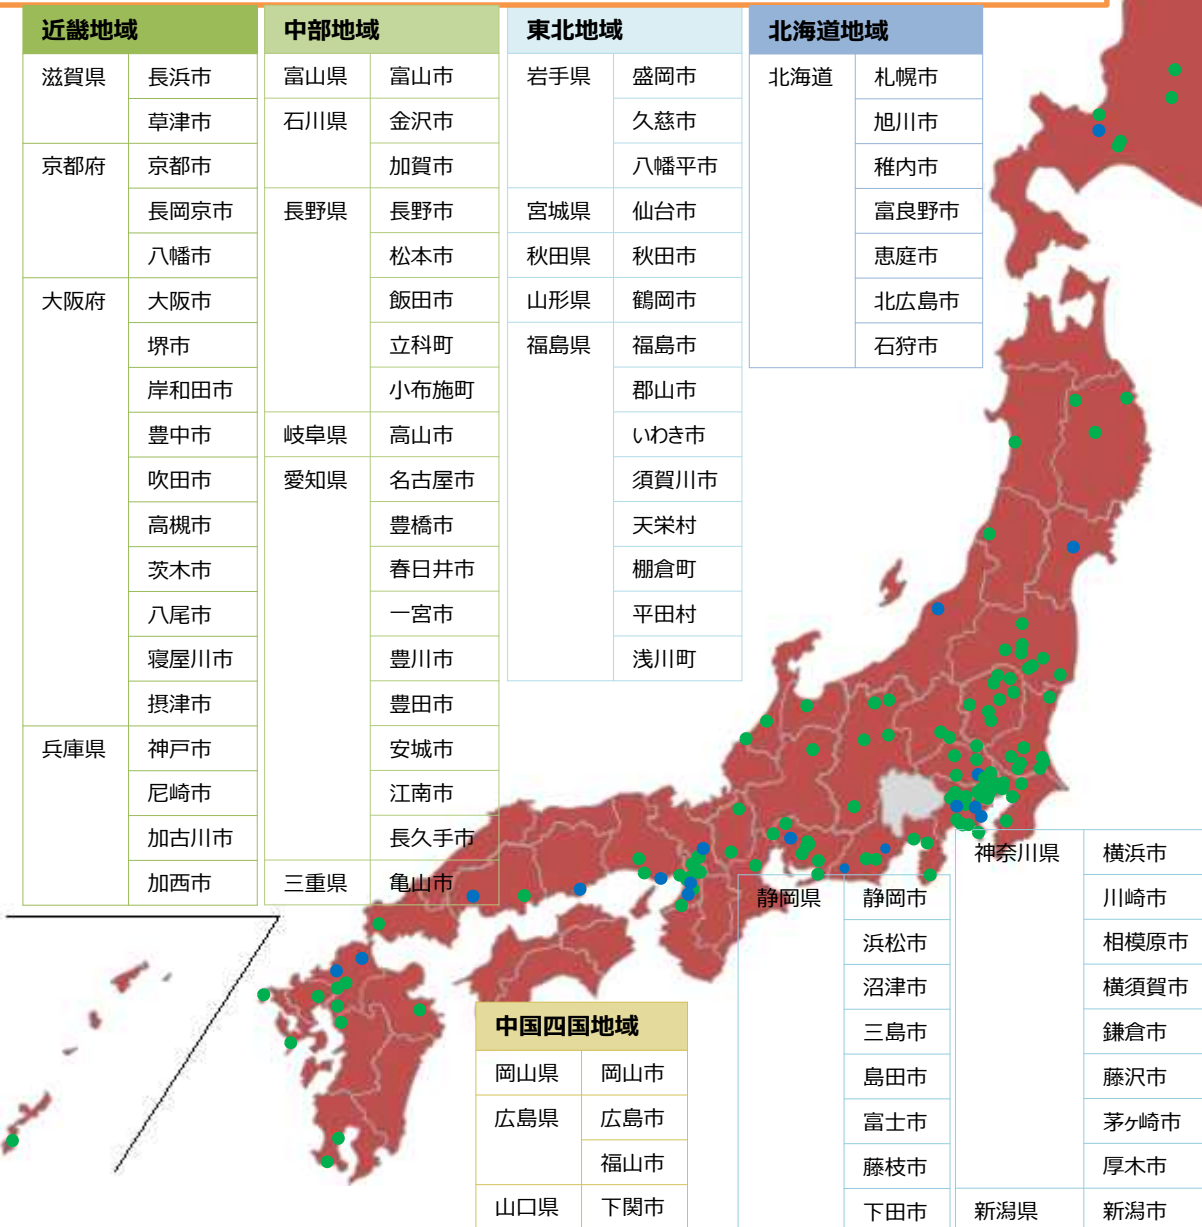 近畿地域
滋賀県 長浜市
草津市
京都府 京都市
長岡京市
八幡市
大阪府 大阪市
堺市
岸和田市
豊中市
吹田市
高槻市
茨木市
八尾市
寝屋川市
摂津市
兵庫県 神戸市
尼崎市
加古川市
加西市
中部地域
富山県 富山市
石川県 金沢市
加賀市
長野県 長野市
松本市
飯田市
立科町
小布施町
岐阜県 高山市
愛知県 名古屋市
豊橋市
春日井市
一宮市
豊川市
豊田市
安城市
江南市
長久手市
三重県 亀山市
東北地域
岩手県 盛岡市
久慈市
八幡平市
宮城県 仙台市
秋田県 秋田市
山形県 鶴岡市
福島県 福島市
郡山市
いわき市
須賀川市
天栄村
棚倉町
平田村
浅川町
北海道地域
北海道 札幌市
旭川市
稚内市
富良野市
恵庭市
北広島市
石狩市
中国四国地域
岡山県 岡山市
広島県 広島市
福山市
山口県 下関市
静岡県 静岡市
浜松市
沼津市
三島市
島田市
富士市
藤枝市
下田市
神奈川県 横浜市
川崎市
相模原市
横須賀市
鎌倉市
藤沢市
茅ヶ崎市
厚木市
新潟県 新潟市